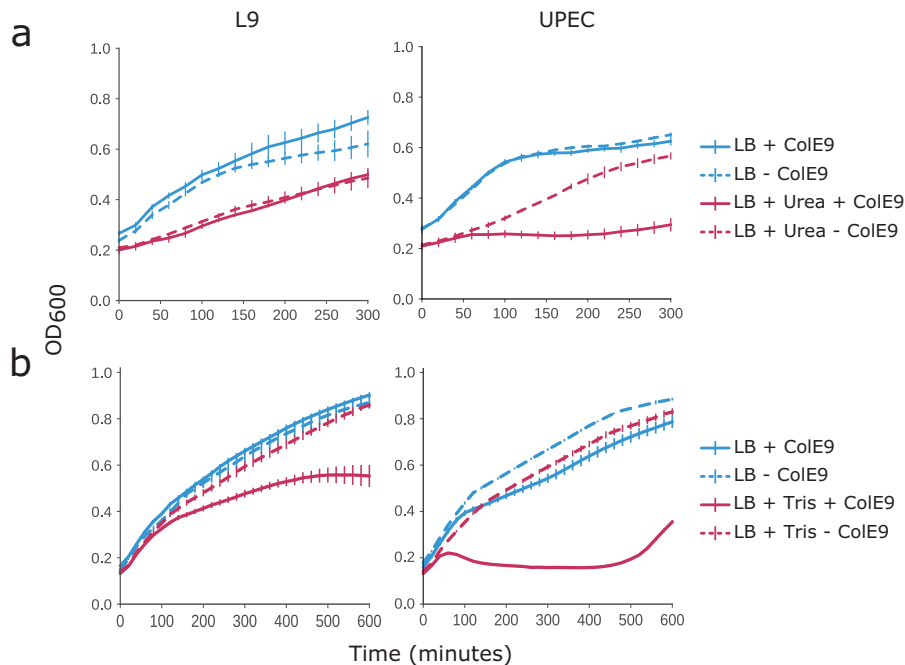 L9 UPEC
a
1.0 1.0
0.8 0.8
0.6 0.6
0.4 0.4
0.2 0.2
0.0 0.0
0 50 100 150 200 250 300 0 50 100 150 200 250 300
LB + ColE9
LB - ColE9
LB + Urea + ColE9
LB + Urea - ColE9
OD600
b
1.0 1.0
0.8 0.8
0.6 0.6
0.4 0.4
0.2 0.2
0.0 0.0
0 100 200 300 400 500 600 0 100 200 300 400 500 600
LB + ColE9
LB - ColE9
LB + Tris + ColE9
LB + Tris - ColE9
Time (minutes)